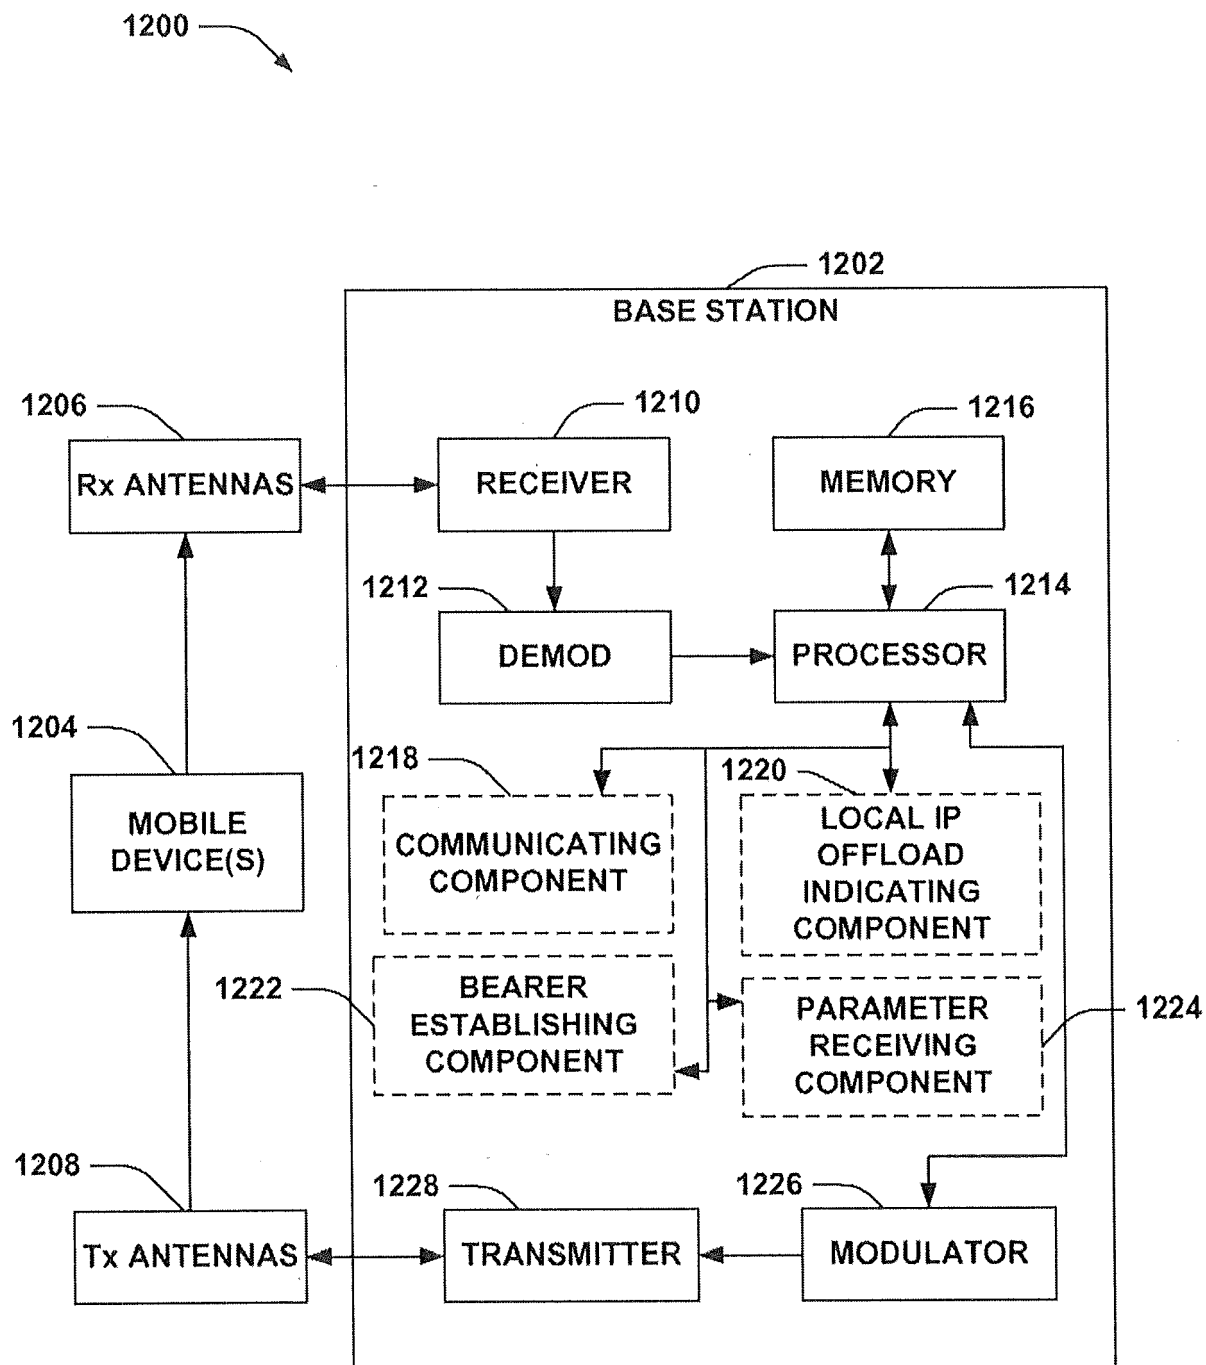 1200
1202
BASE STATION
1206
1210
1216
Rx ANTENNAS
RECEIVER
MEMORY
1212
1214
DEMOD
PROCESSOR
1204
1218
1220
MOBILE
DEVICE(S)
COMMUNICATING
COMPONENT
LOCAL IP
OFFLOAD
INDICATING
COMPONENT
1222
BEARER
ESTABLISHING
COMPONENT
PARAMETER
RECEIVING
COMPONENT
1224
1208
1228
1226
Tx ANTENNAS
TRANSMITTER
MODULATOR